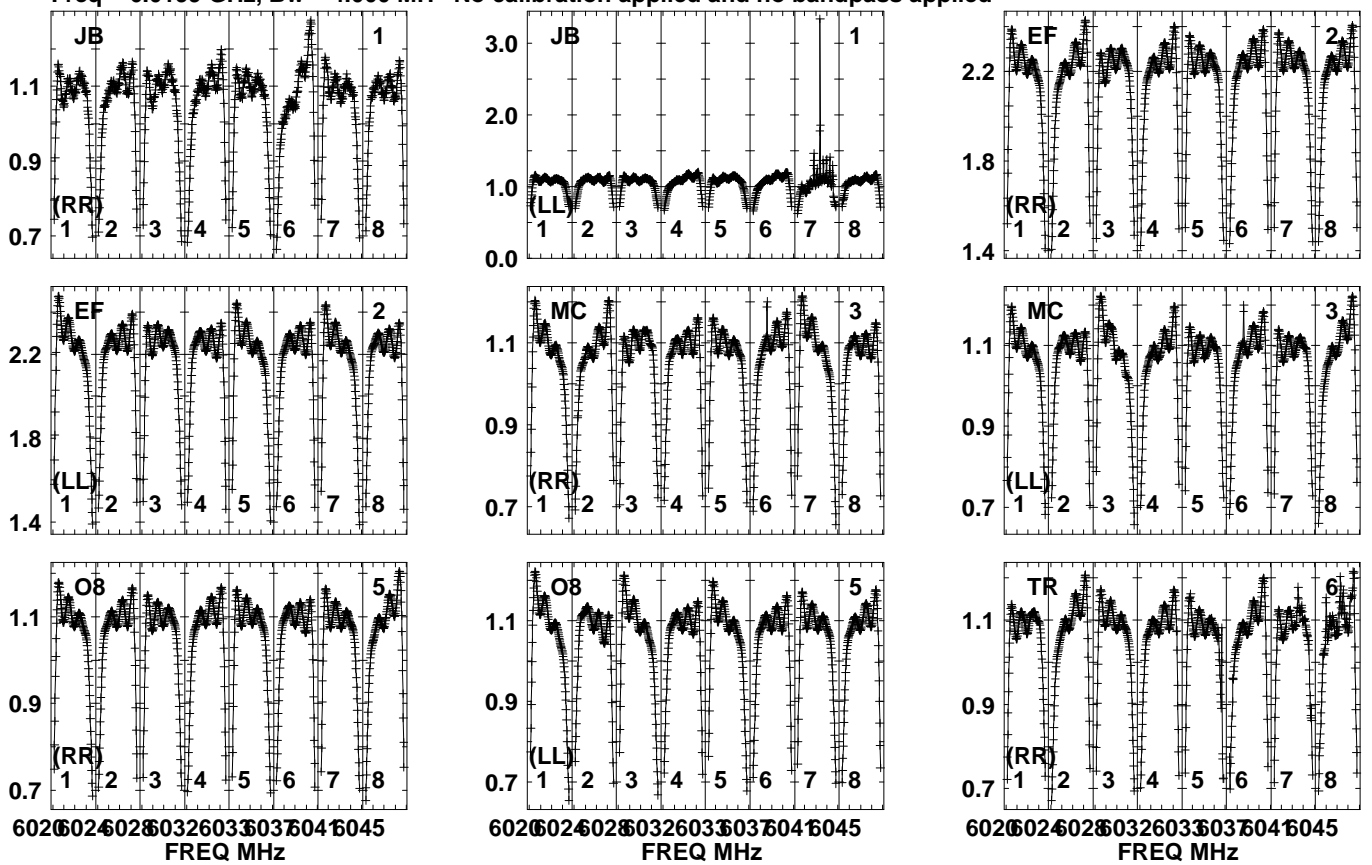 Freq = GHz, Bw = 4.000 MH No calibration applied and no bandpass applied
JB 1
1.1
0.9
0.7
(RR)
1 2 3 4 5 6 7 8
JB 1
3.0
2.0
1.0
0.0
(LL)
1 2 3 4 5 6 7 8
EF 2
2.2
1.8
1.4
(RR)
1 2 3 4 5 6 7 8
EF 2
2.2
1.8
1.4
(LL)
1 2 3 4 5 6 7 8
MC 3
1.1
0.9
0.7
(RR)
1 2 3 4 5 6 7 8
MC 3
1.1
0.9
0.7
(LL)
1 2 3 4 5 6 7 8
O8 5
1.1
0.9
0.7
(RR)
1 2 3 4 5 6 7 8
6020 6024 6028 6032 6033 6037 6041 6045
FREQ MHz
O8 5
1.1
0.9
0.7
(LL)
1 2 3 4 5 6 7 8
6020 6024 6028 6032 6033 6037 6041 6045
FREQ MHz
TR 6
1.1
0.9
0.7
(RR)
1 2 3 4 5 6 7 8
6020 6024 6028 6032 6033 6037 6041 6045
FREQ MHz